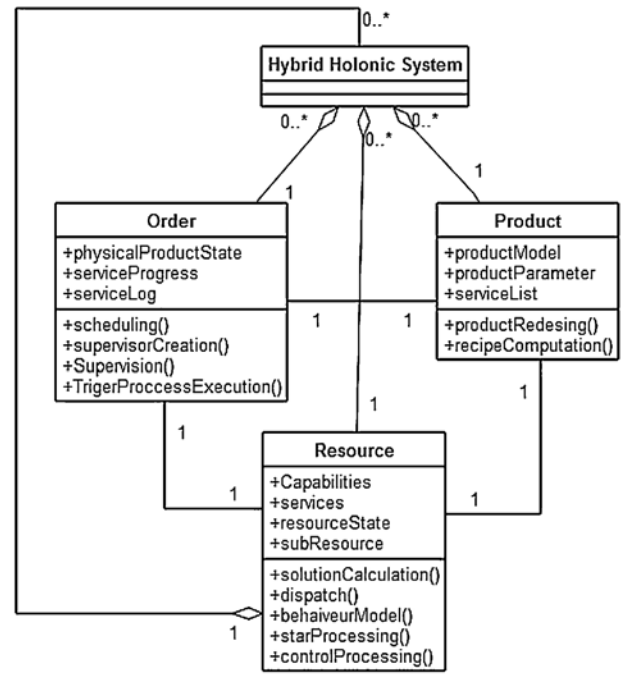 0..*
Hybrid Holonic System
0..*
0..*
0..*
1
1
Order
+physicalProductState
+serviceProgress
+serviceLog
+scheduling()
+supervisorCreation()
+Supervision()
+TrigerProccessExecution()
Product
+productModel
+productParameter
+serviceList
+productRedesing()
+recipeComputation()
1
1
1
1
1
1
1
Resource
+Capabilities
+services
+resourceState
+subResource
+solutionCalculation()
+dispatch()
+behaiveurModel()
+starProcessing()
+controlProcessing()
1